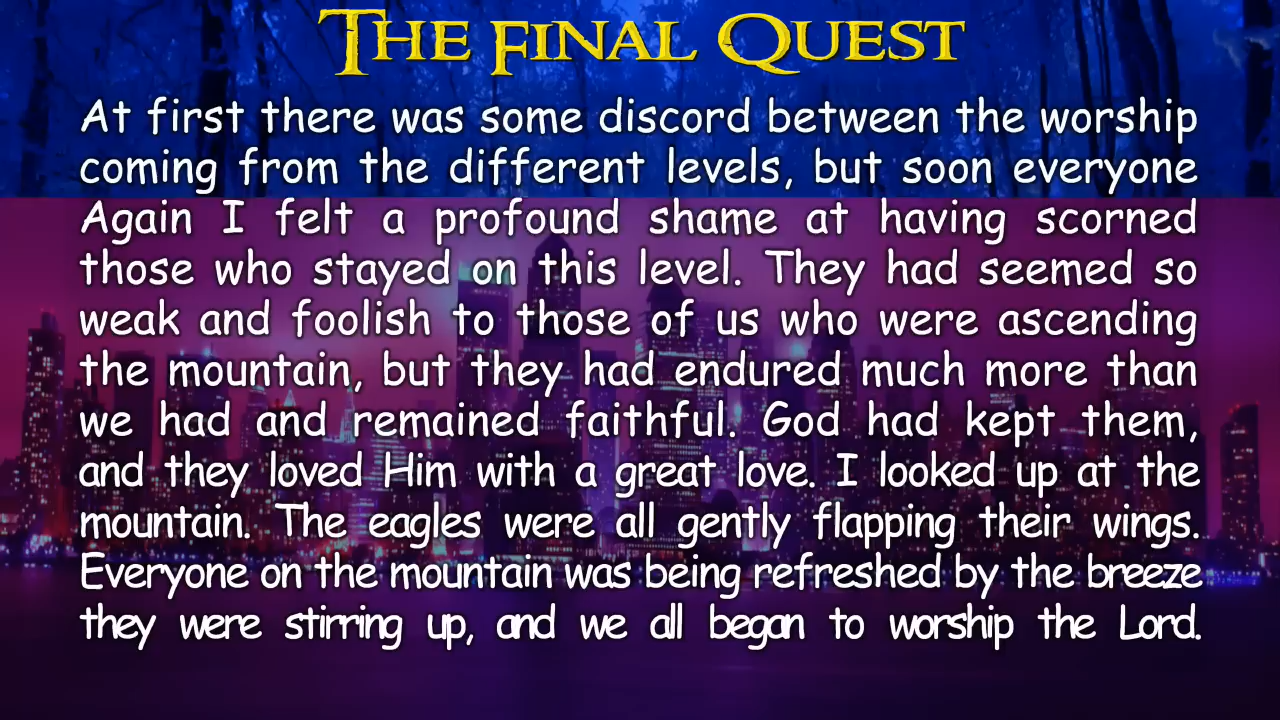 THE FINAL QUEST
At first there was some discord between the worship
coming from the different levels, but soon everyone
Again I felt a profound shame at having scorned
those who stayed on this level. They had seemed so
weak and foolish to those of us who were ascending
the mountain, but they had endured much more than
we had and remained faithful. God had kept them,
and they loved Him with a great love. I looked up at the
mountain. The eagles were all gently flapping their wings.
Everyone on the mountain was being refreshed by the breeze
they were stirring up, and we all began to worship the Lord.